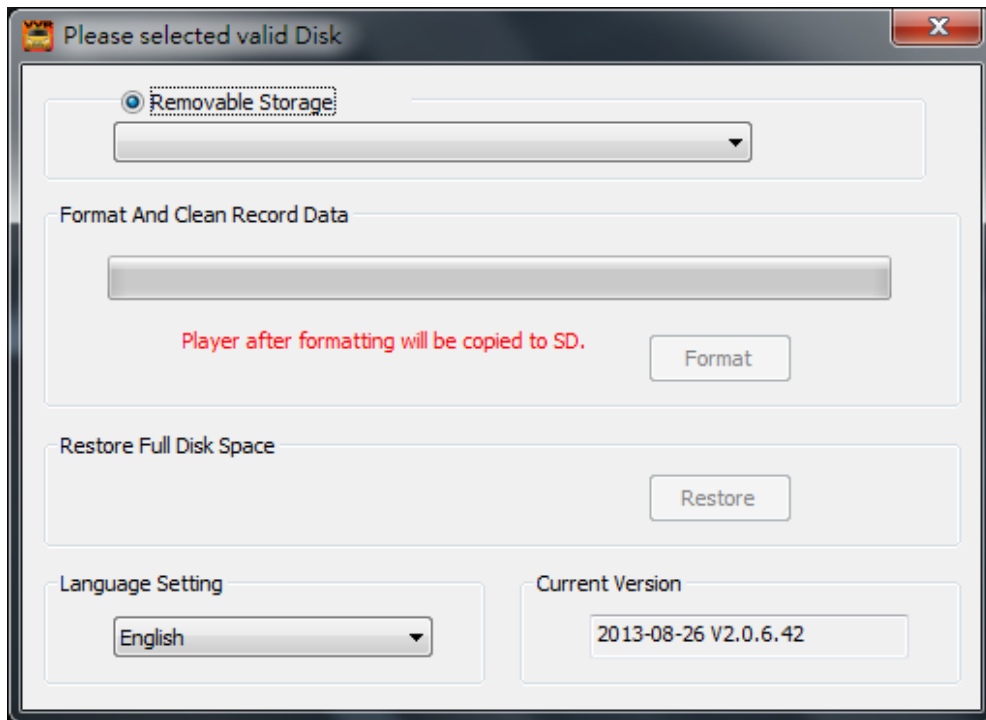 VVR
Please selected valid Disk
Removable Storage
Format And Clean Record Data
Player after formatting will be copied to SD.
Format
Restore Full Disk Space
Restore
Language Setting
Current Version
English
2013-08-26 V2.0.6.42